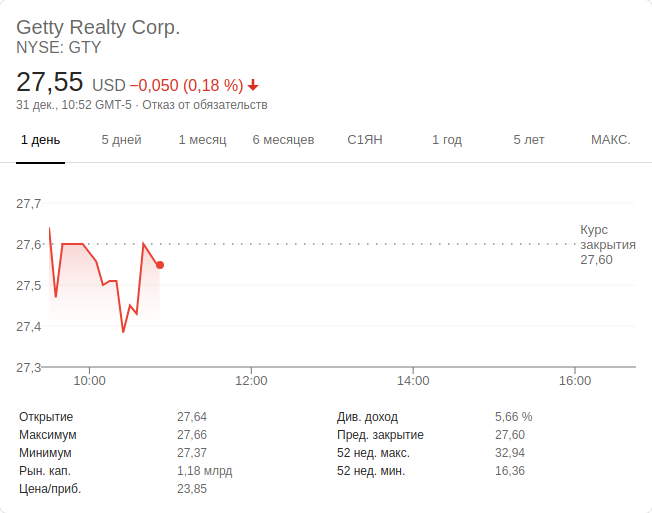 Getty Realty Corp.
NYSE: GTY
27,55 USD −0,050 (0,18 %)
31 дек., 10:52 GMT-5 · Отказ от обязательств
1 день 5 дней 1 месяц 6 месяцев С1ЯН 1 год 5 лет МАКС.
27,7
Курс
27,6 закрытия
27,60
27,5
27,4
27,3
10:00 12:00 14:00 16:00
Открытие 27,64 Див. доход 5,66 %
Максимум 27,66 Пред. закрытие 27,60
Минимум 27,37 52 нед. макс. 32,94
Рын. кап. 1,18 млрд 52 нед. мин. 16,36
Цена/приб. 23,85